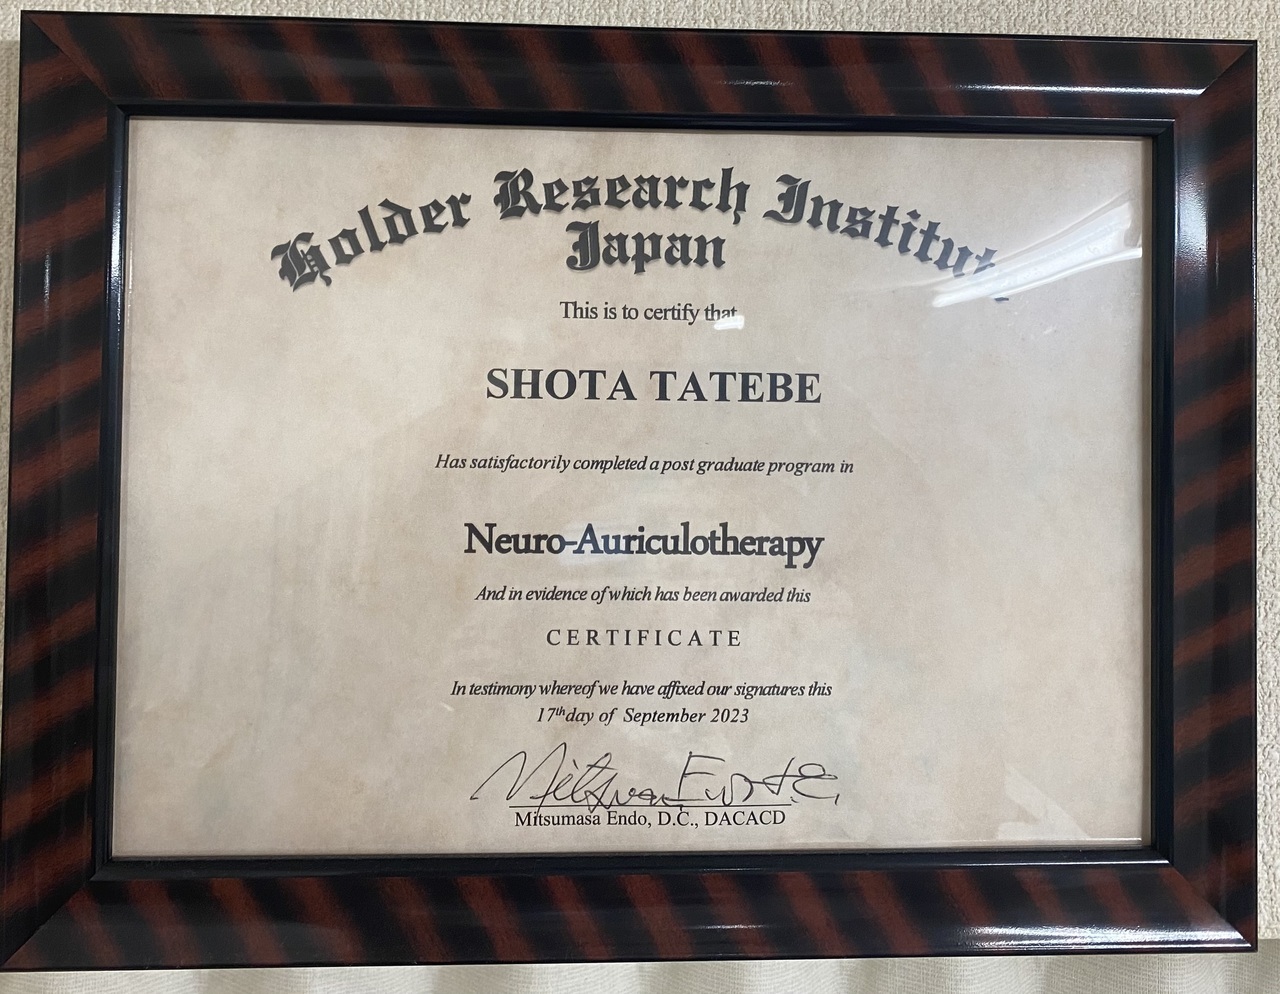 Holder Research Institute
Japan
This is to certify that
SHOTA TATEBE
Has satisfactorily completed a post graduate program in
Neuro-Auriculotherapy
And in evidence of which has been awarded this
CERTIFICATE
In testimony whereof we have affixed our signatures this
17th day of September 2023
Mitsumasa Endo, D.C., DACACD